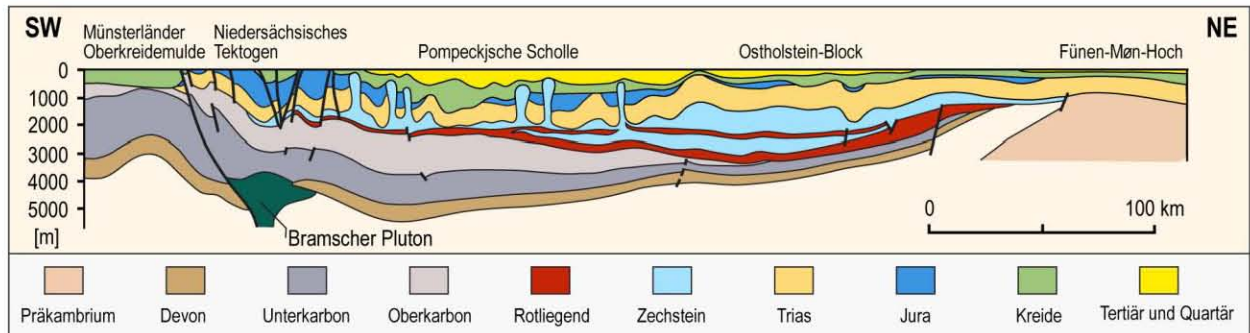 SW
NE
Münsterländer
Oberkreidemulde
Niedersächsisches
Tektogen
Pompeckjsche Scholle
Ostholstein-Block
Fünen-Møn-Hoch
0
1000
2000
3000
4000
5000
[m]
Bramscher Pluton
0
100 km
Präkambrium
Devon
Unterkarbon
Oberkarbon
Rotliegend
Zechstein
Trias
Jura
Kreide
Tertiär und Quartär